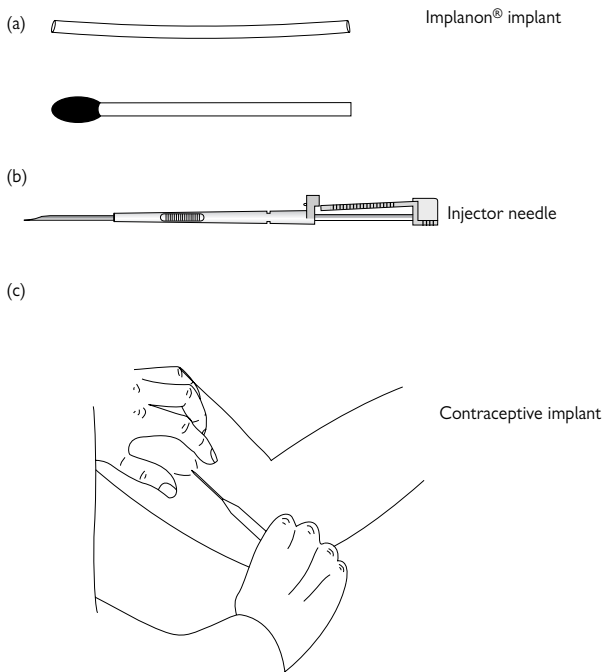 (a)
Implanon® implant
(b)
Injector needle
(c)
Contraceptive implant